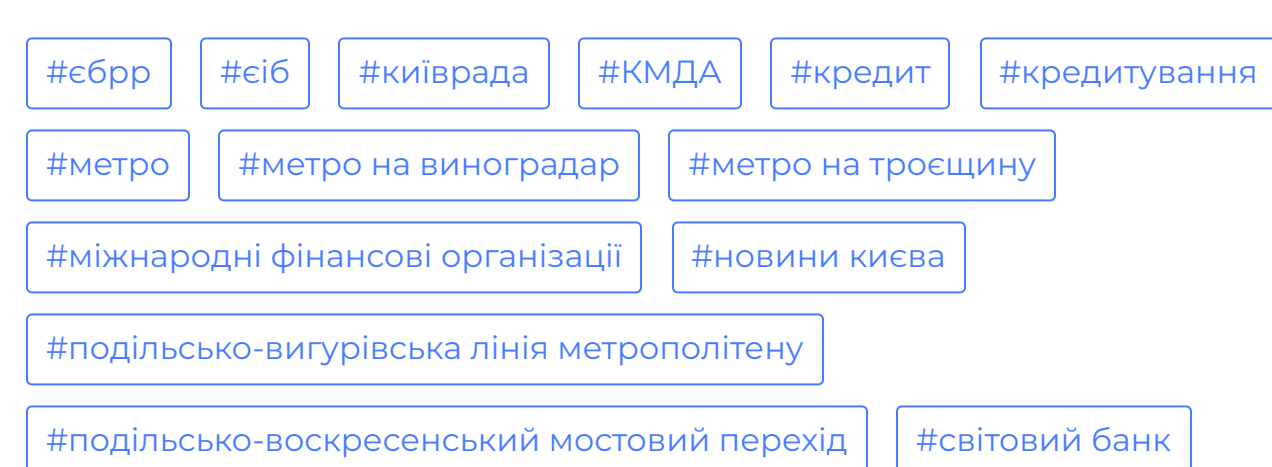 #єбрр #єіб #київрада #КМДА #кредит #кредитування
#метро #метро на виноградар #метро на троєщину
#міжнародні фінансові організації #новини києва
#подільсько-вигурівська лінія метрополітену
#подільсько-воскресенський мостовий перехід #світовий банк